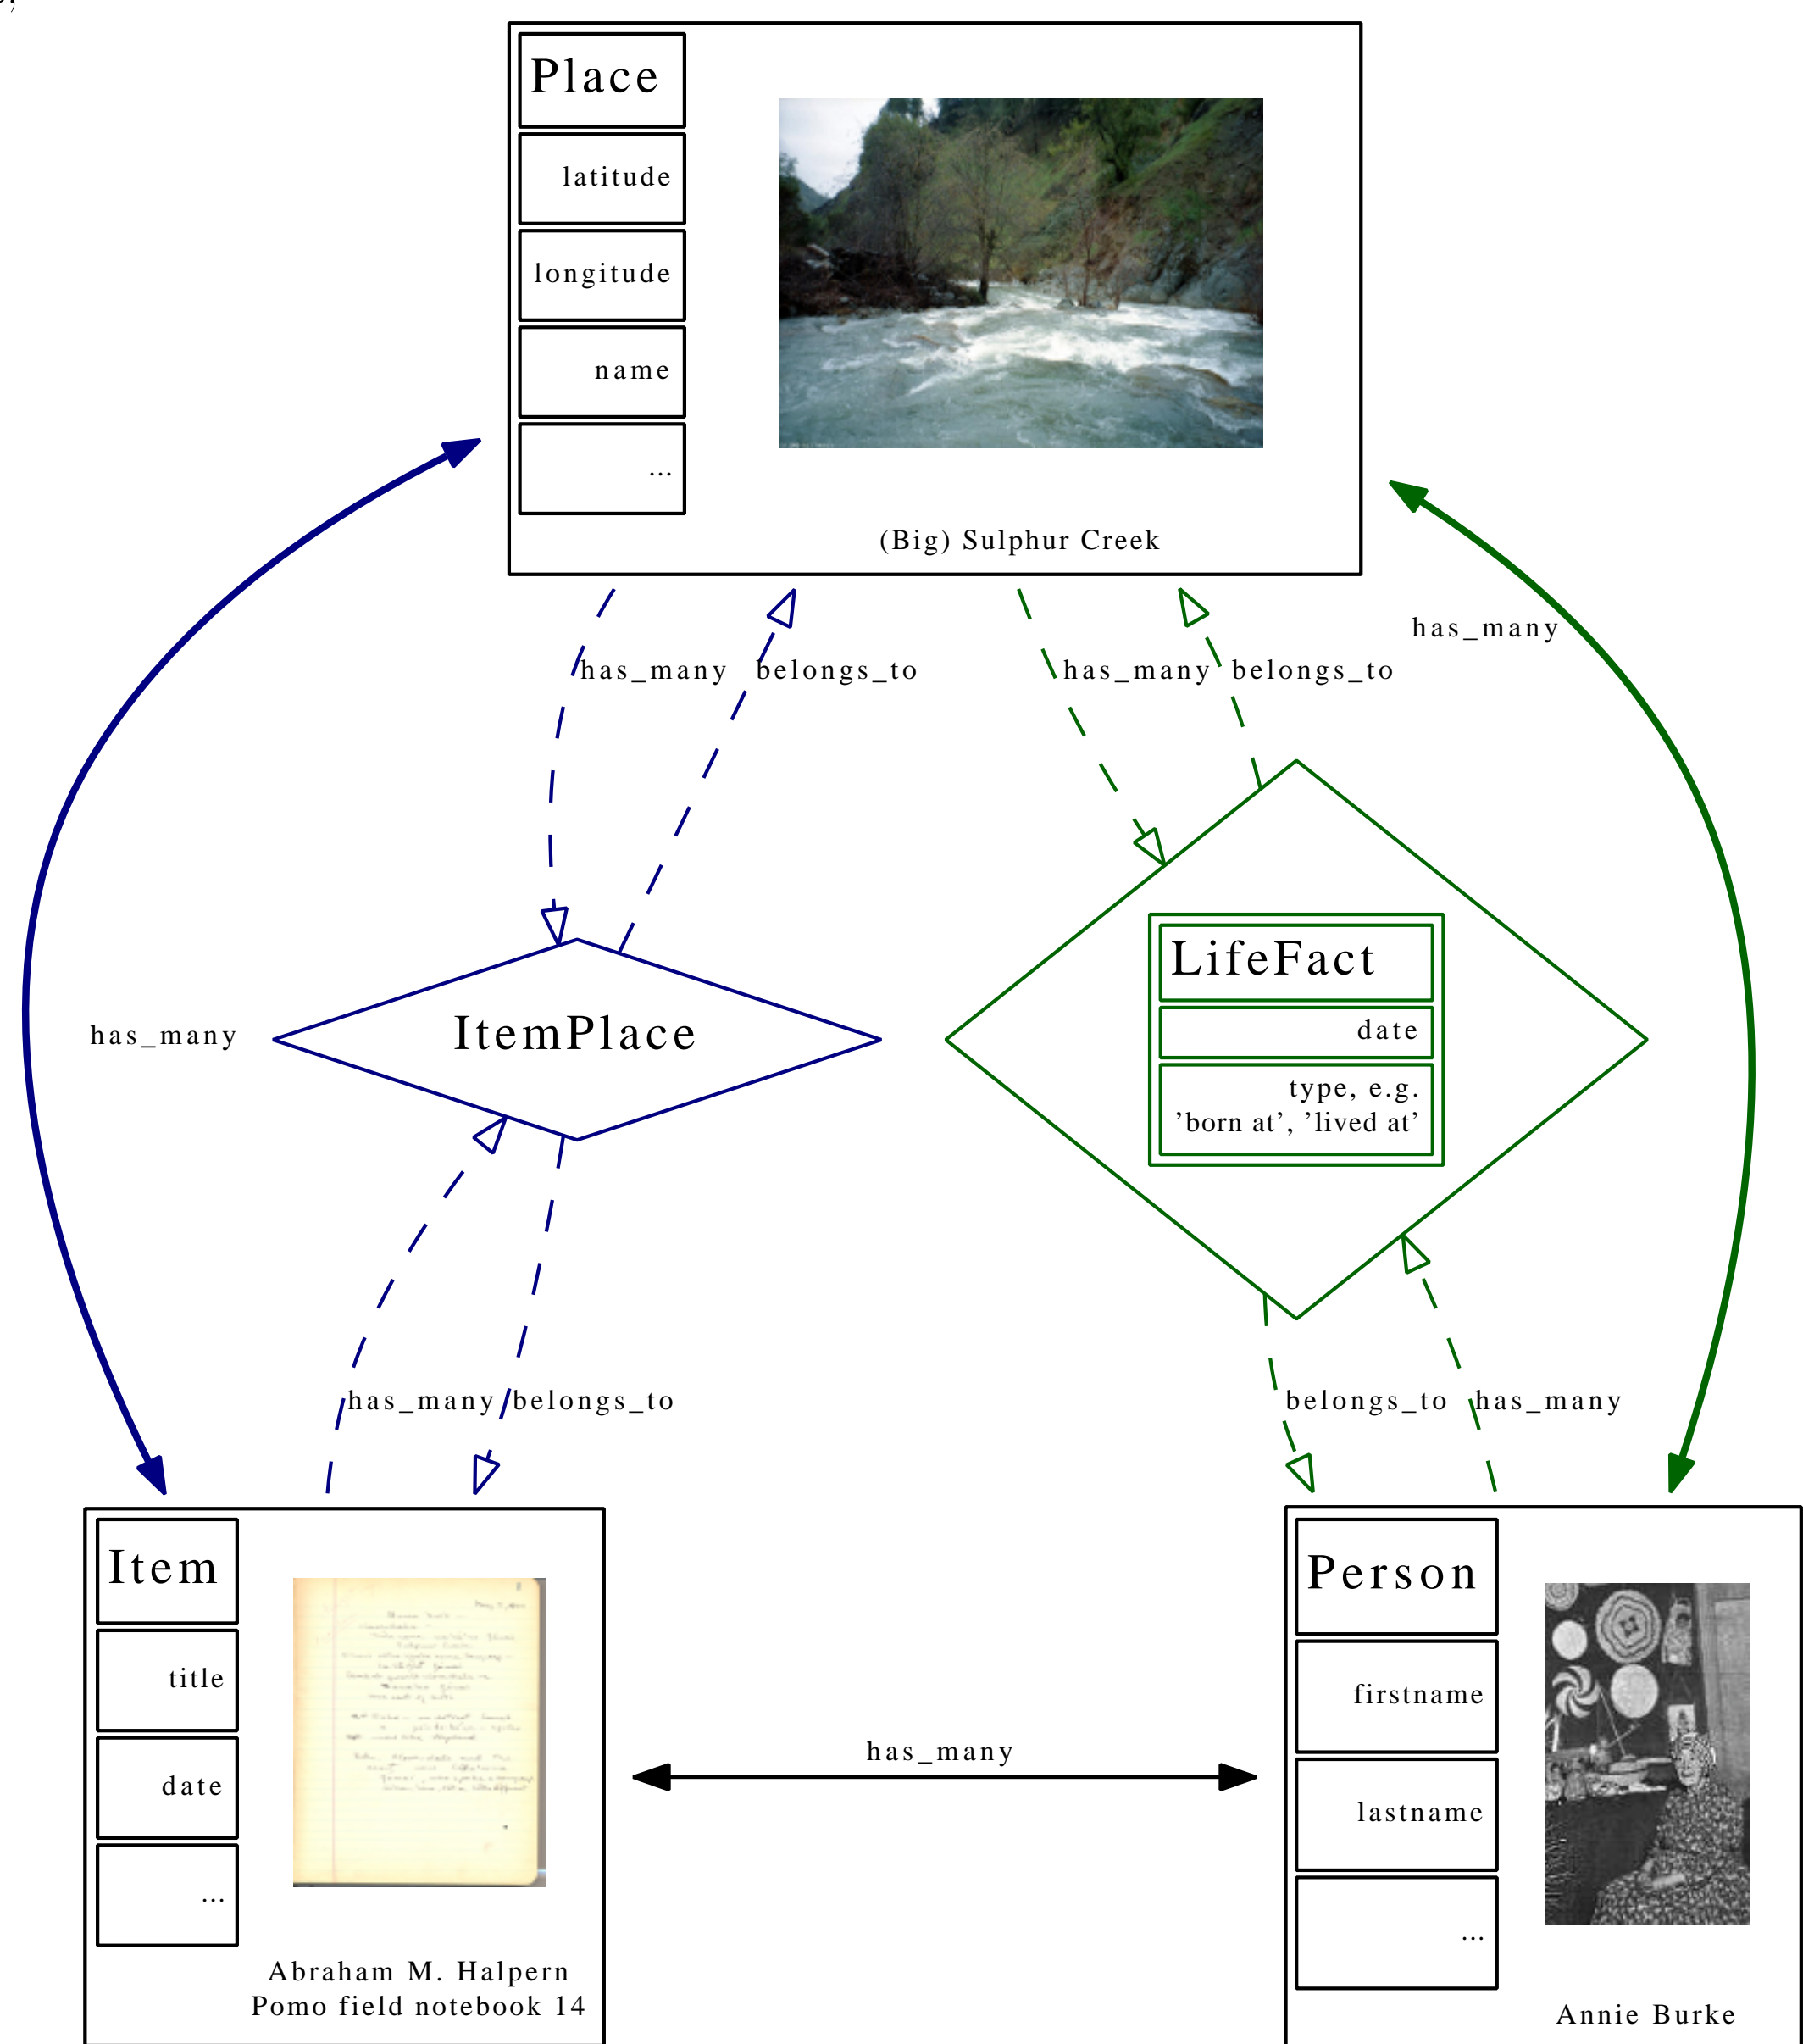 Place
latitude
longitude
name
...
(Big) Sulphur Creek
has_many
has_many belongs_to
has_many belongs_to
has_many
ItemPlace
LifeFact
date
type, e.g.
’born at’, ’lived at’
has_many belongs_to
belongs_to has_many
Item
title
date
...
Abraham M. Halpern
Pomo field notebook 14
has_many
Person
firstname
lastname
...
Annie Burke